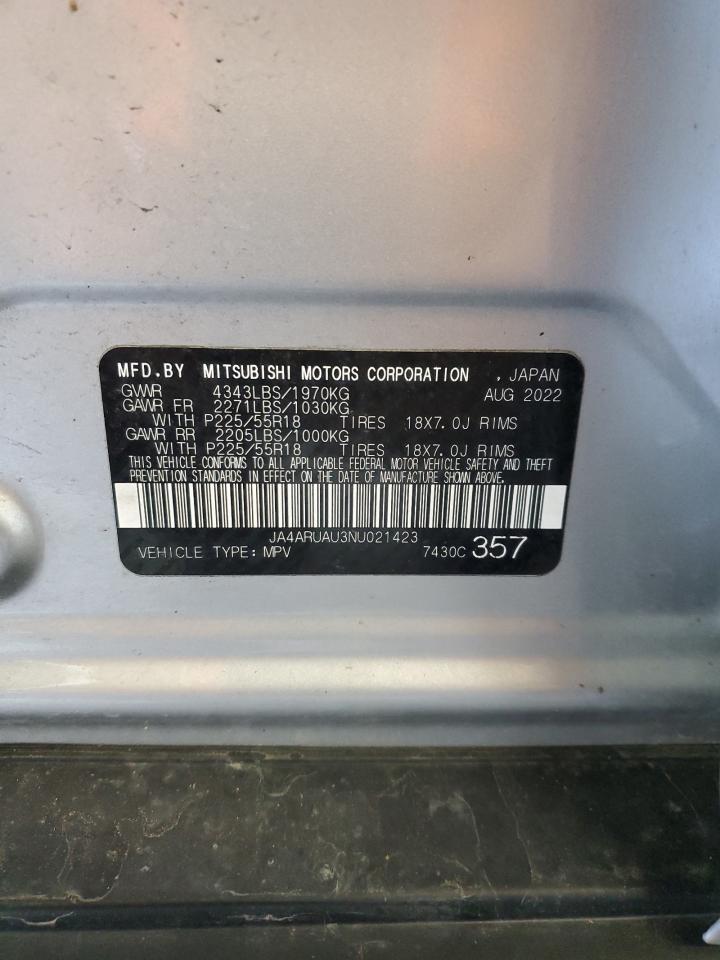 MFD.BY MITSUBISHI MOTORS CORPORATION , JAPAN
GVWR 4343LBS/1970KG AUG 2022
GAWR FR 2271LBS/1030KG
WITH P225/55R18 TIRES 18X7.0J RIMS
GAWR RR 2205LBS/1000KG
WITH P225/55R18 TIRES 18X7.0J RIMS
THIS VEHICLE CONFORMS TO ALL APPLICABLE FEDERAL MOTOR VEHICLE SAFETY AND THEFT
PREVENTION STANDARDS IN EFFECT ON THE DATE OF MANUFACTURE SHOWN ABOVE.
JA4ARUAU3NU021423
VEHICLE TYPE: MPV 7430C 357